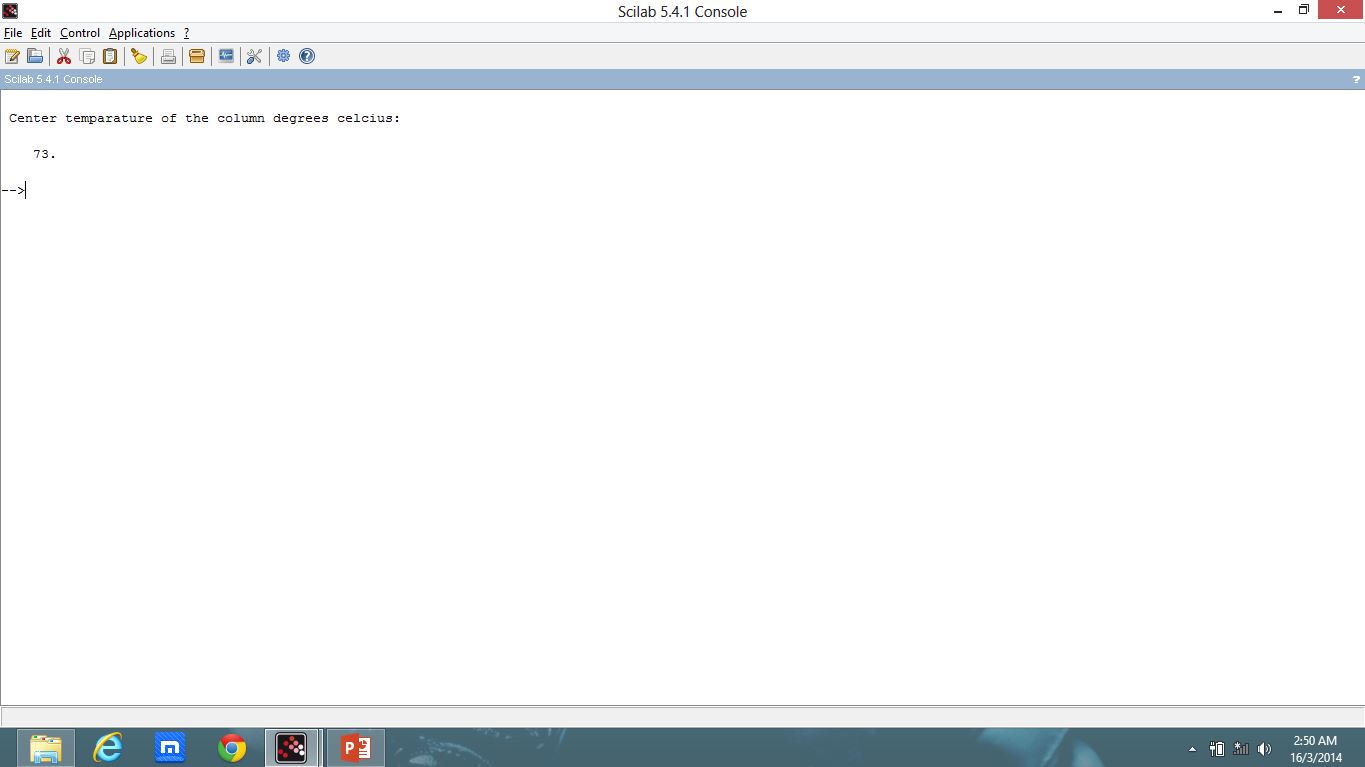 Scilab 5.4.1 Console
File Edit Control Applications ?
Scilab 5.4.1 Console ?
Center temparature of the column degrees celcius:
73.
-->
2:50 AM
16/3/2014